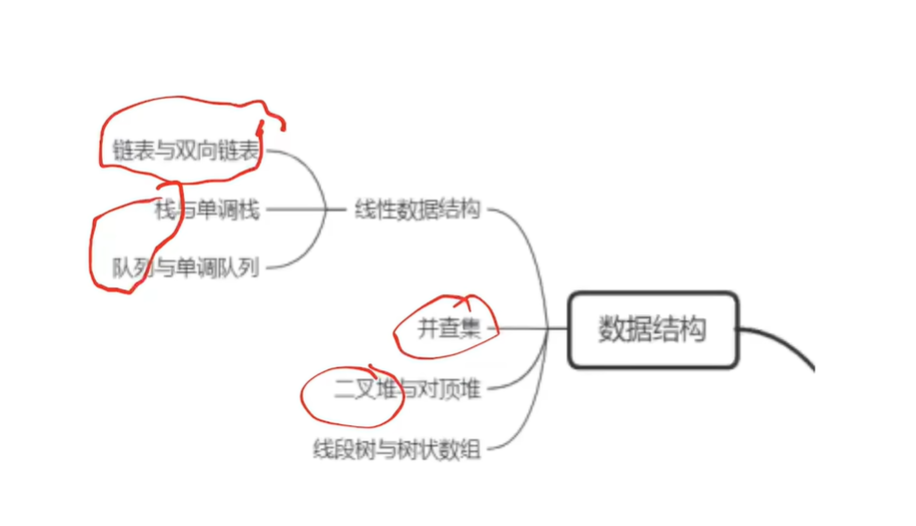 链表与双向链表
栈与单调栈
线性数据结构
队列与单调队列
并查集
数据结构
二叉堆与对顶堆
线段树与树状数组